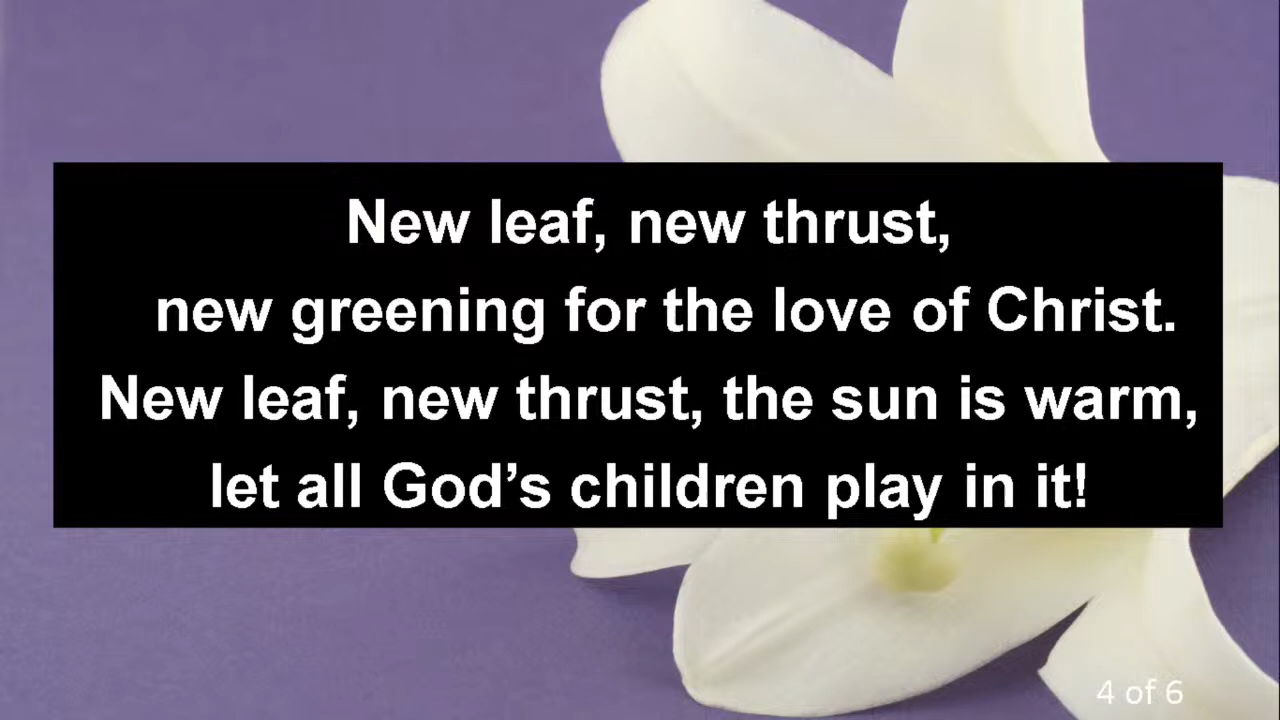 New leaf, new thrust,
new greening for the love of Christ.
New leaf, new thrust, the sun is warm,
let all God’s children play in it!
4 of 6